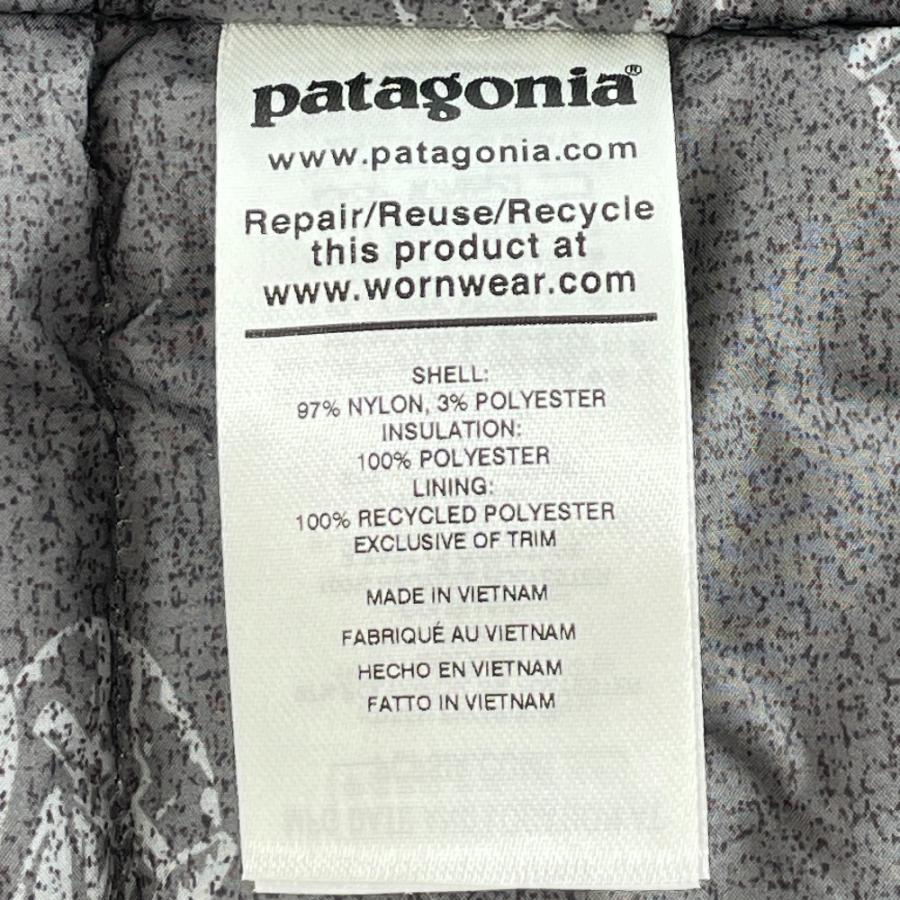 patagonia®
www.patagonia.com
Repair/Reuse/Recycle
this product at
www.wornwear.com
SHELL:
97% NYLON, 3% POLYESTER
INSULATION:
100% POLYESTER
LINING:
100% RECYCLED POLYESTER
EXCLUSIVE OF TRIM
MADE IN VIETNAM
FABRIQUÉ AU VIETNAM
HECHO EN VIETNAM
FATTO IN VIETNAM